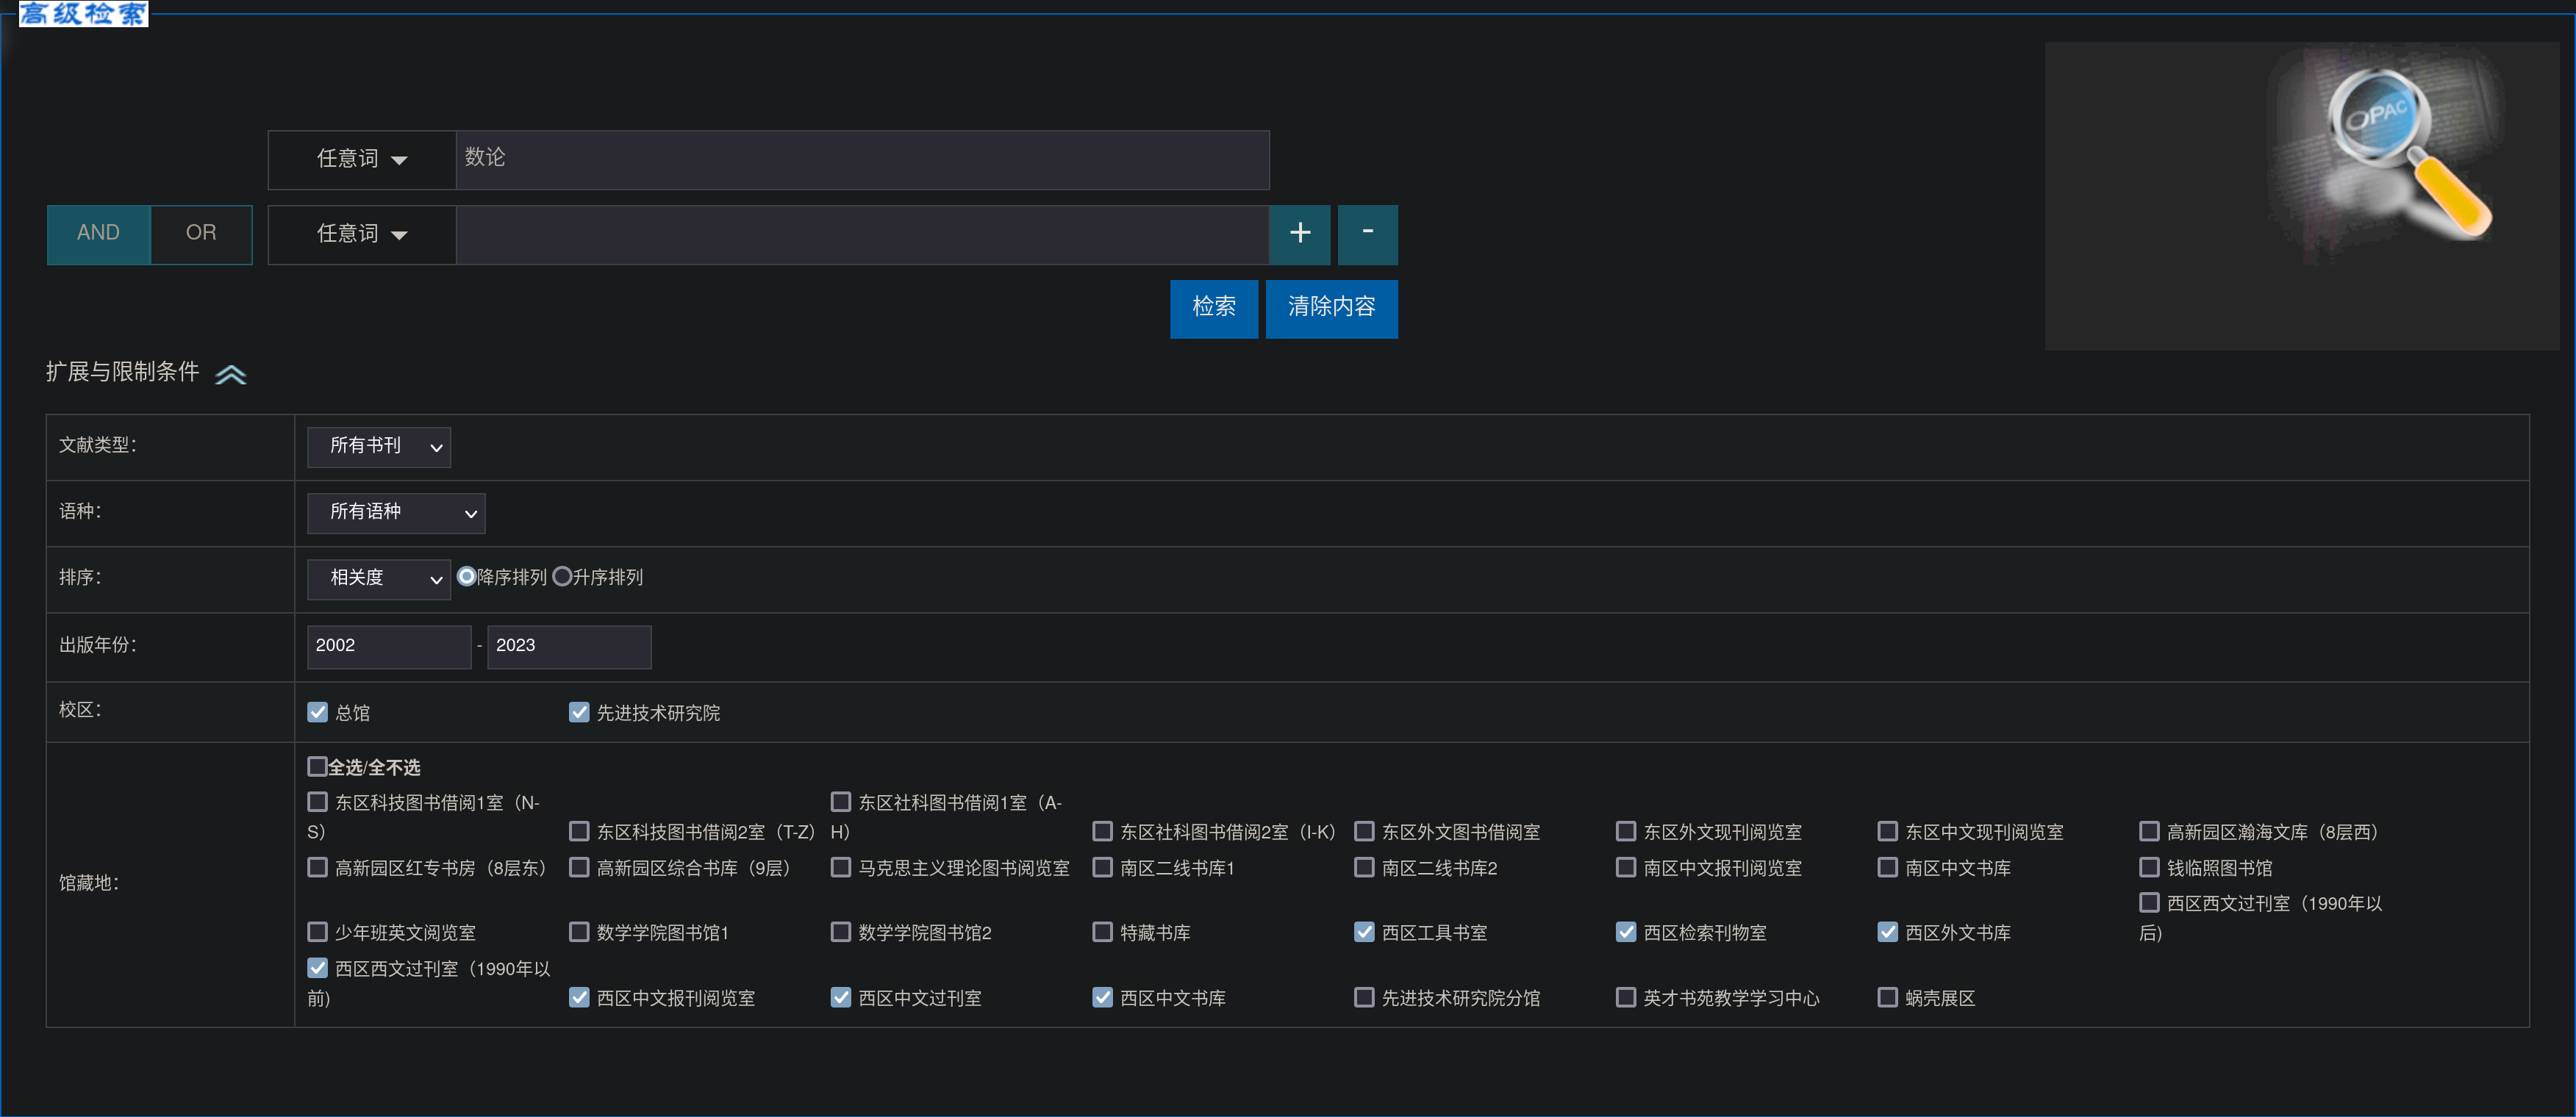 高级检索
OPAC
任意词 数论
AND OR 任意词 + -
检索 清除内容
扩展与限制条件
文献类型： 所有书刊
语种： 所有语种
排序： 相关度 降序排列 升序排列
出版年份： 2002 - 2023
校区： 总馆 先进技术研究院
馆藏地：
全选/全不选
东区科技图书借阅1室（N-
S） 东区科技图书借阅2室（T-Z） 东区社科图书借阅1室（A-
H） 东区社科图书借阅2室（I-K） 东区外文图书借阅室 东区外文现刊阅览室 东区中文现刊阅览室 高新园区瀚海文库（8层西）
高新园区红专书房（8层东） 高新园区综合书库（9层） 马克思主义理论图书阅览室 南区二线书库1 南区二线书库2 南区中文报刊阅览室 南区中文书库 钱临照图书馆
少年班英文阅览室 数学学院图书馆1 数学学院图书馆2 特藏书库 西区工具书室 西区检索刊物室 西区外文书库 西区西文过刊室（1990年以
后)
西区西文过刊室（1990年以
前) 西区中文报刊阅览室 西区中文过刊室 西区中文书库 先进技术研究院分馆 英才书苑教学学习中心 蜗壳展区